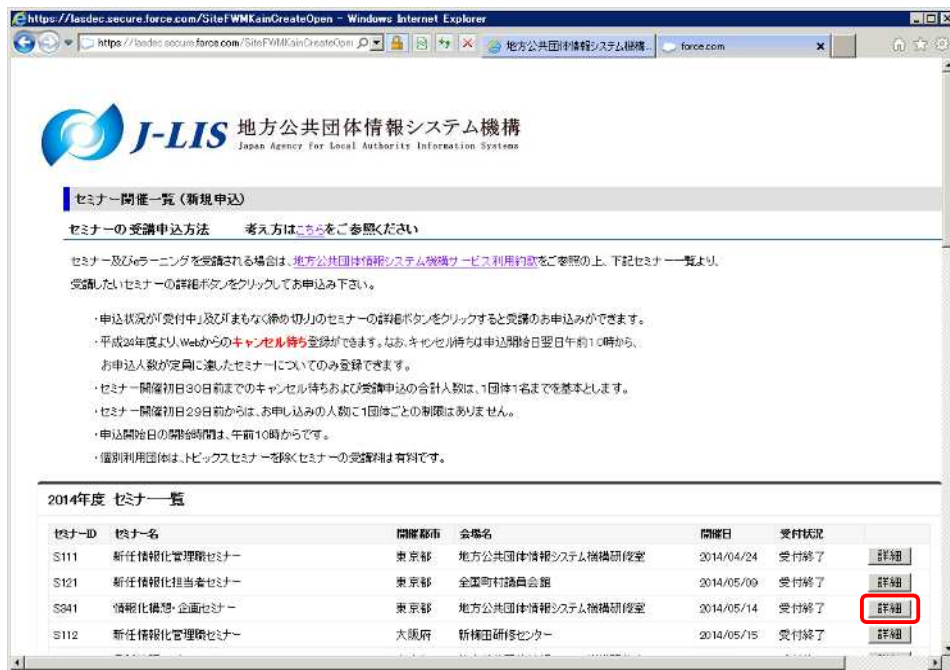 https://lasdec.secure.force.com/SiteFWMKainCreateOpen - Windows Internet Explorer
https://lasdec.secure.force.com/SiteFWMKainCreateOpen
地方公共団体情報システム機構...
force.com
J-LIS 地方公共団体情報システム機構
Japan Agency for Local Authority Information Systems
セミナー開催一覧(新規申込)
セミナーの受講申込方法 考え方はこちらをご参照ください
セミナー及びeラーニングを受講される場合は、地方公共団体情報システム機構サービス利用約款をご参照の上、下記セミナー一覧より、
受講したいセミナーの詳細ボタンをクリックしてお申込み下さい。
・申込状況が「受付中」及び「まもなく締め切り」のセミナーの詳細ボタンをクリックすると受講のお申込みができます。
・平成24年度より、Webからのキャンセル待ち登録ができます。なお、キャンセル待ちは申込開始日翌日午前10時から、
お申込人数が定員に達したセミナーについてのみ登録できます。
・セミナー開催初日30日前までのキャンセル待ちおよび受講申込の合計人数は、1団体1名までを基本とします。
・セミナー開催初日29日前からは、お申し込みの人数に1団体ごとの制限はありません。
・申込開始日の開始時間は、午前10時からです。
・個別利用団体は、トピックスセミナーを除くセミナーの受講料は有料です。
2014年度 セミナー一覧
セミナーID セミナー名 開催都市 会場名 開催日 受付状況
S111 新任情報化管理職セミナー 東京都 地方公共団体情報システム機構研修室 2014/04/24 受付終了 詳細
S121 新任情報化担当者セミナー 東京都 全国町村議員会館 2014/05/09 受付終了 詳細
S341 情報化構想・企画セミナー 東京都 地方公共団体情報システム機構研修室 2014/05/14 受付終了 詳細
S112 新任情報化管理職セミナー 大阪府 新梅田研修センター 2014/05/15 受付終了 詳細